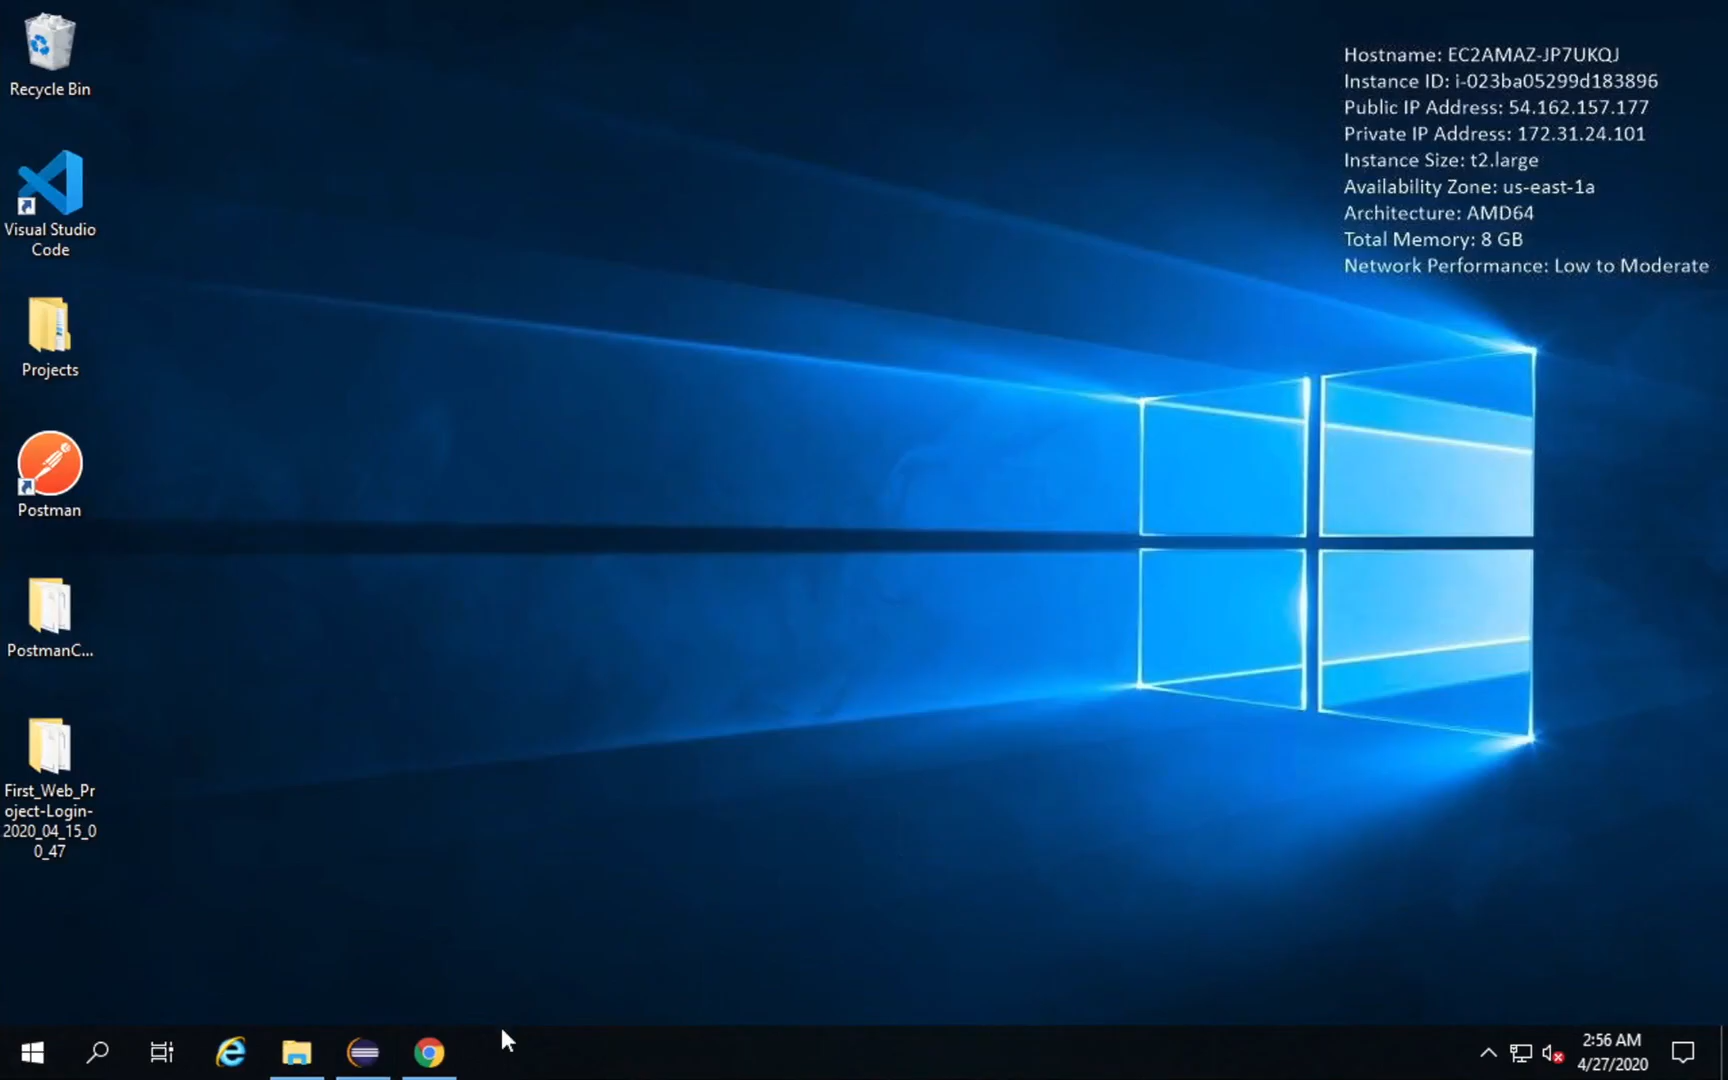 Recycle Bin
Visual Studio
Code
Projects
Postman
PostmanC...
First_Web_Pr
oject-Login-
2020_04_15_0
0_47
Hostname: EC2AMAZ-JP7UKQJ
Instance ID: i-023ba05299d183896
Public IP Address: 54.162.157.177
Private IP Address: 172.31.24.101
Instance Size: t2.large
Availability Zone: us-east-1a
Architecture: AMD64
Total Memory: 8 GB
Network Performance: Low to Moderate
2:56 AM
4/27/2020